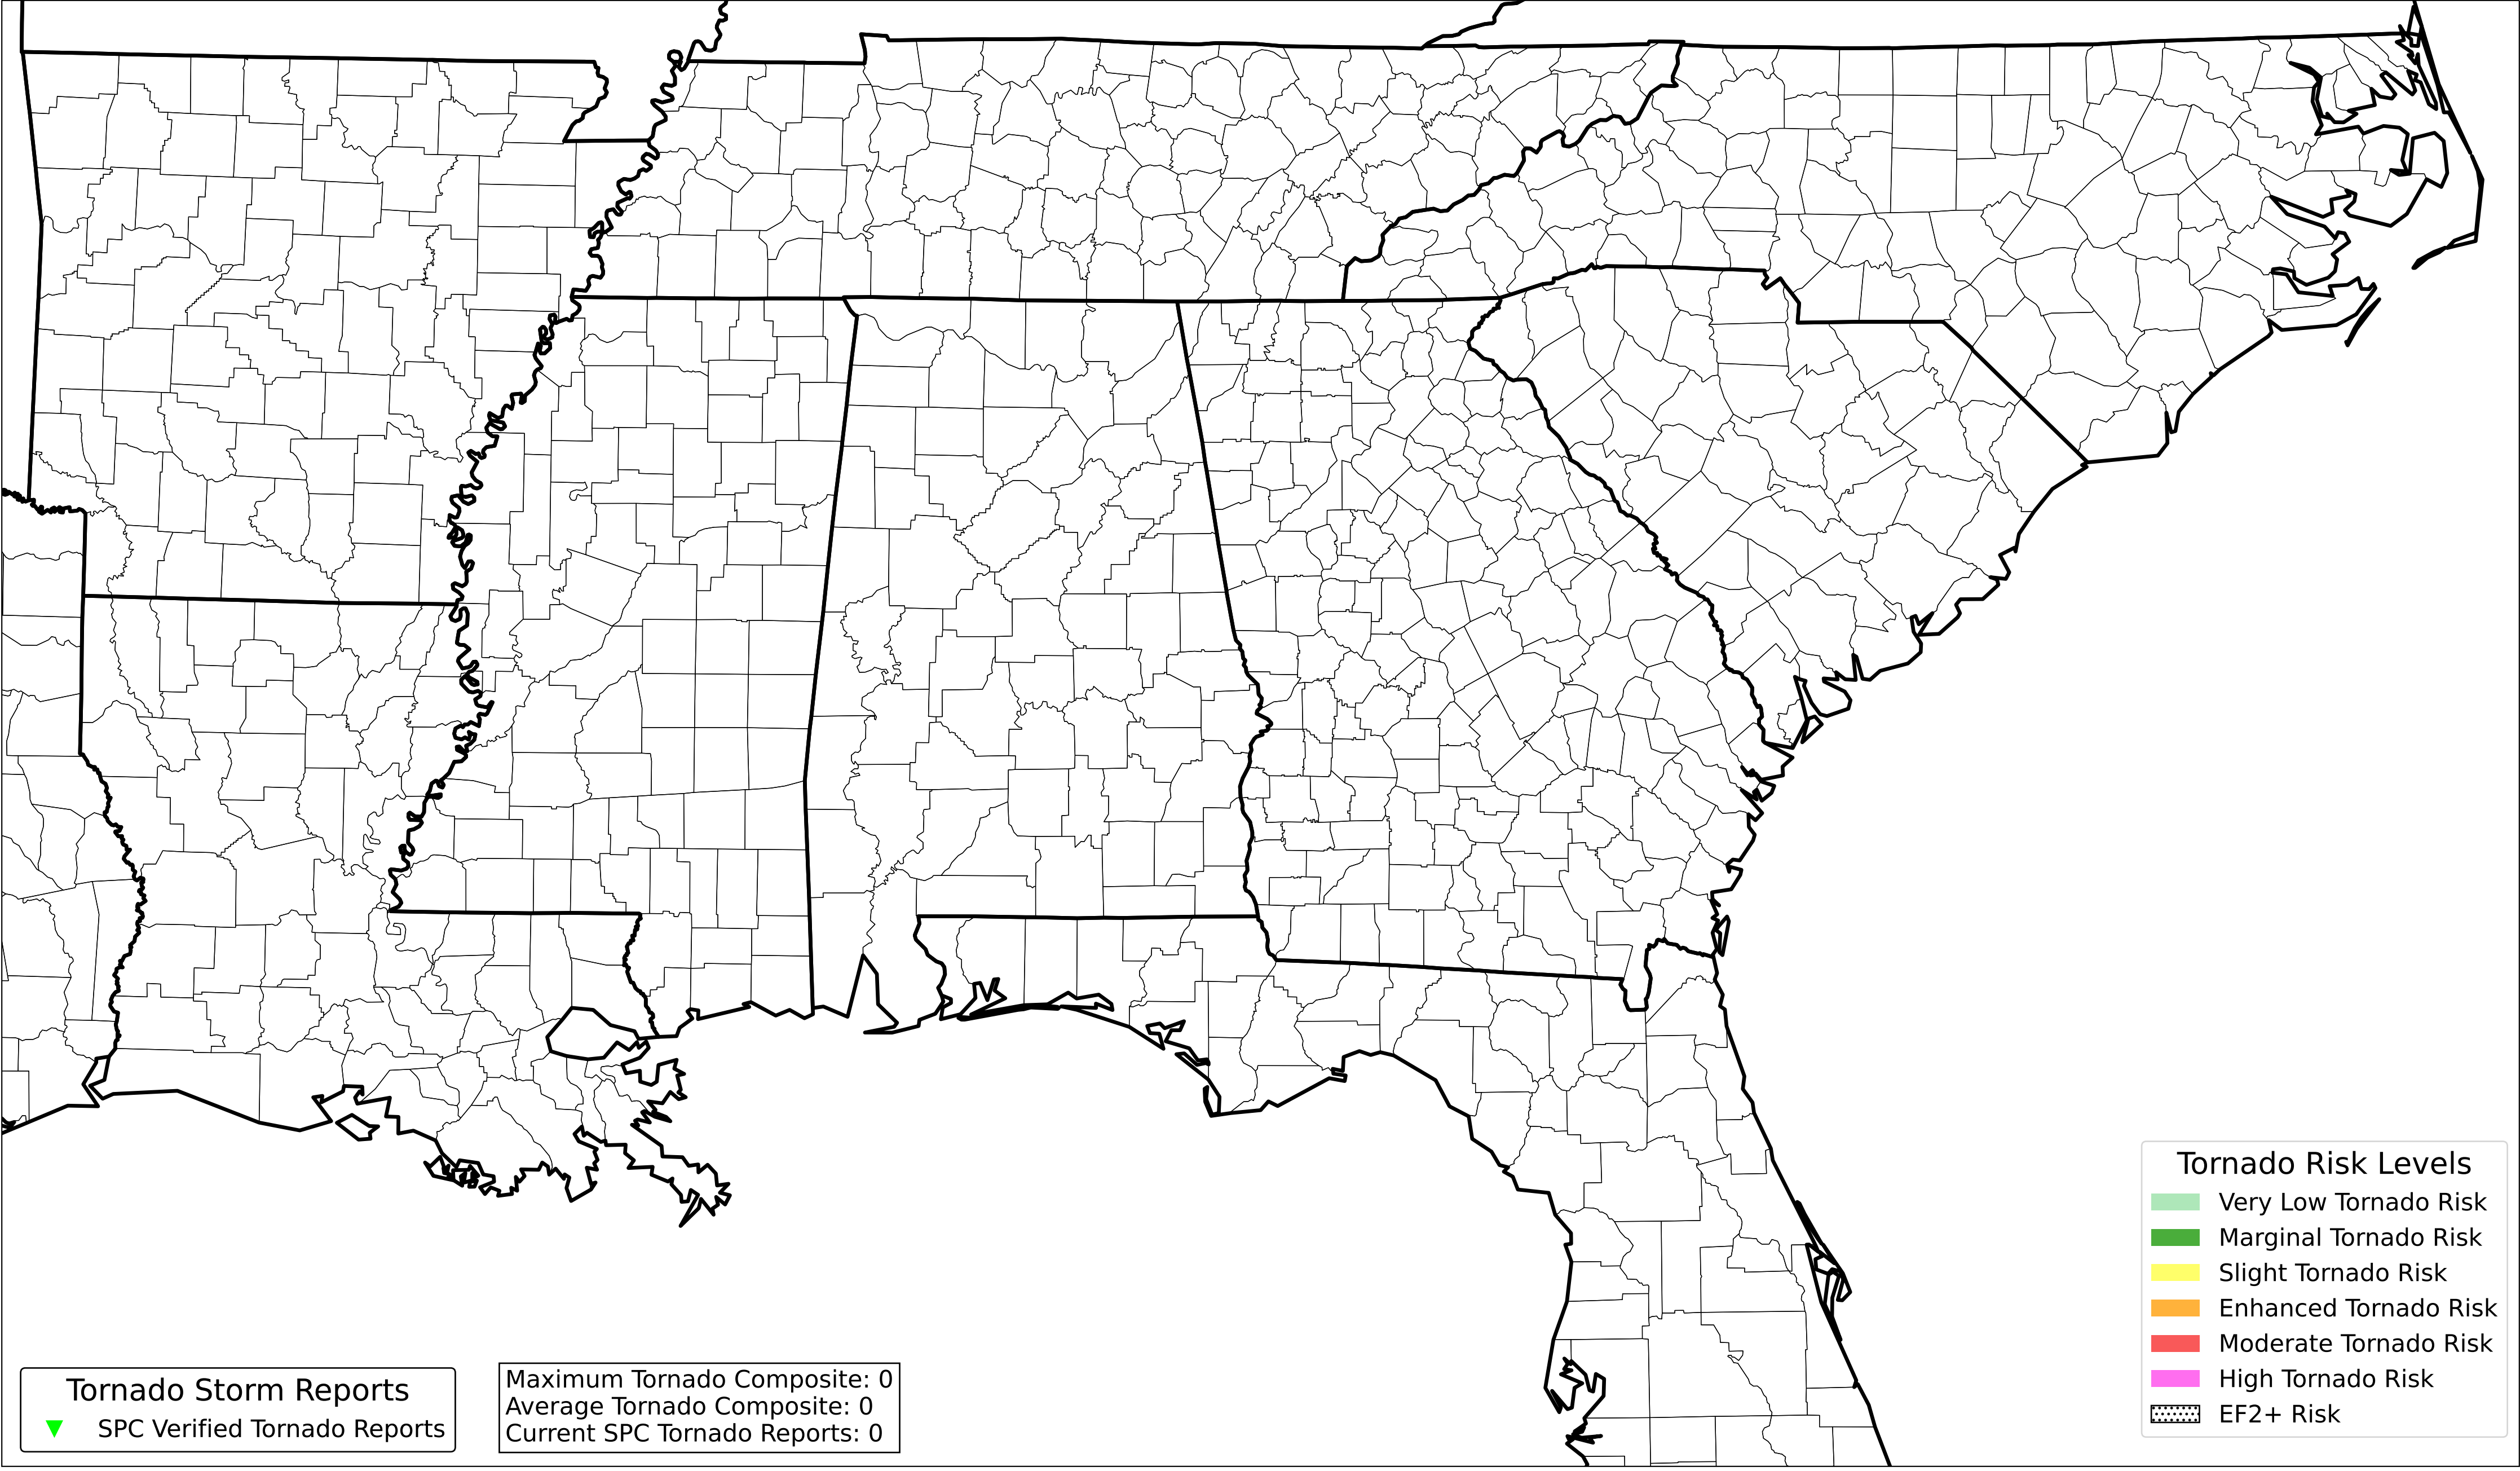 Tornado Risk Levels
Very Low Tornado Risk
Marginal Tornado Risk
Slight Tornado Risk
Enhanced Tornado Risk
Moderate Tornado Risk
High Tornado Risk
EF2+ Risk
Tornado Storm Reports
SPC Verified Tornado Reports
Maximum Tornado Composite: 0
Average Tornado Composite: 0
Current SPC Tornado Reports: 0